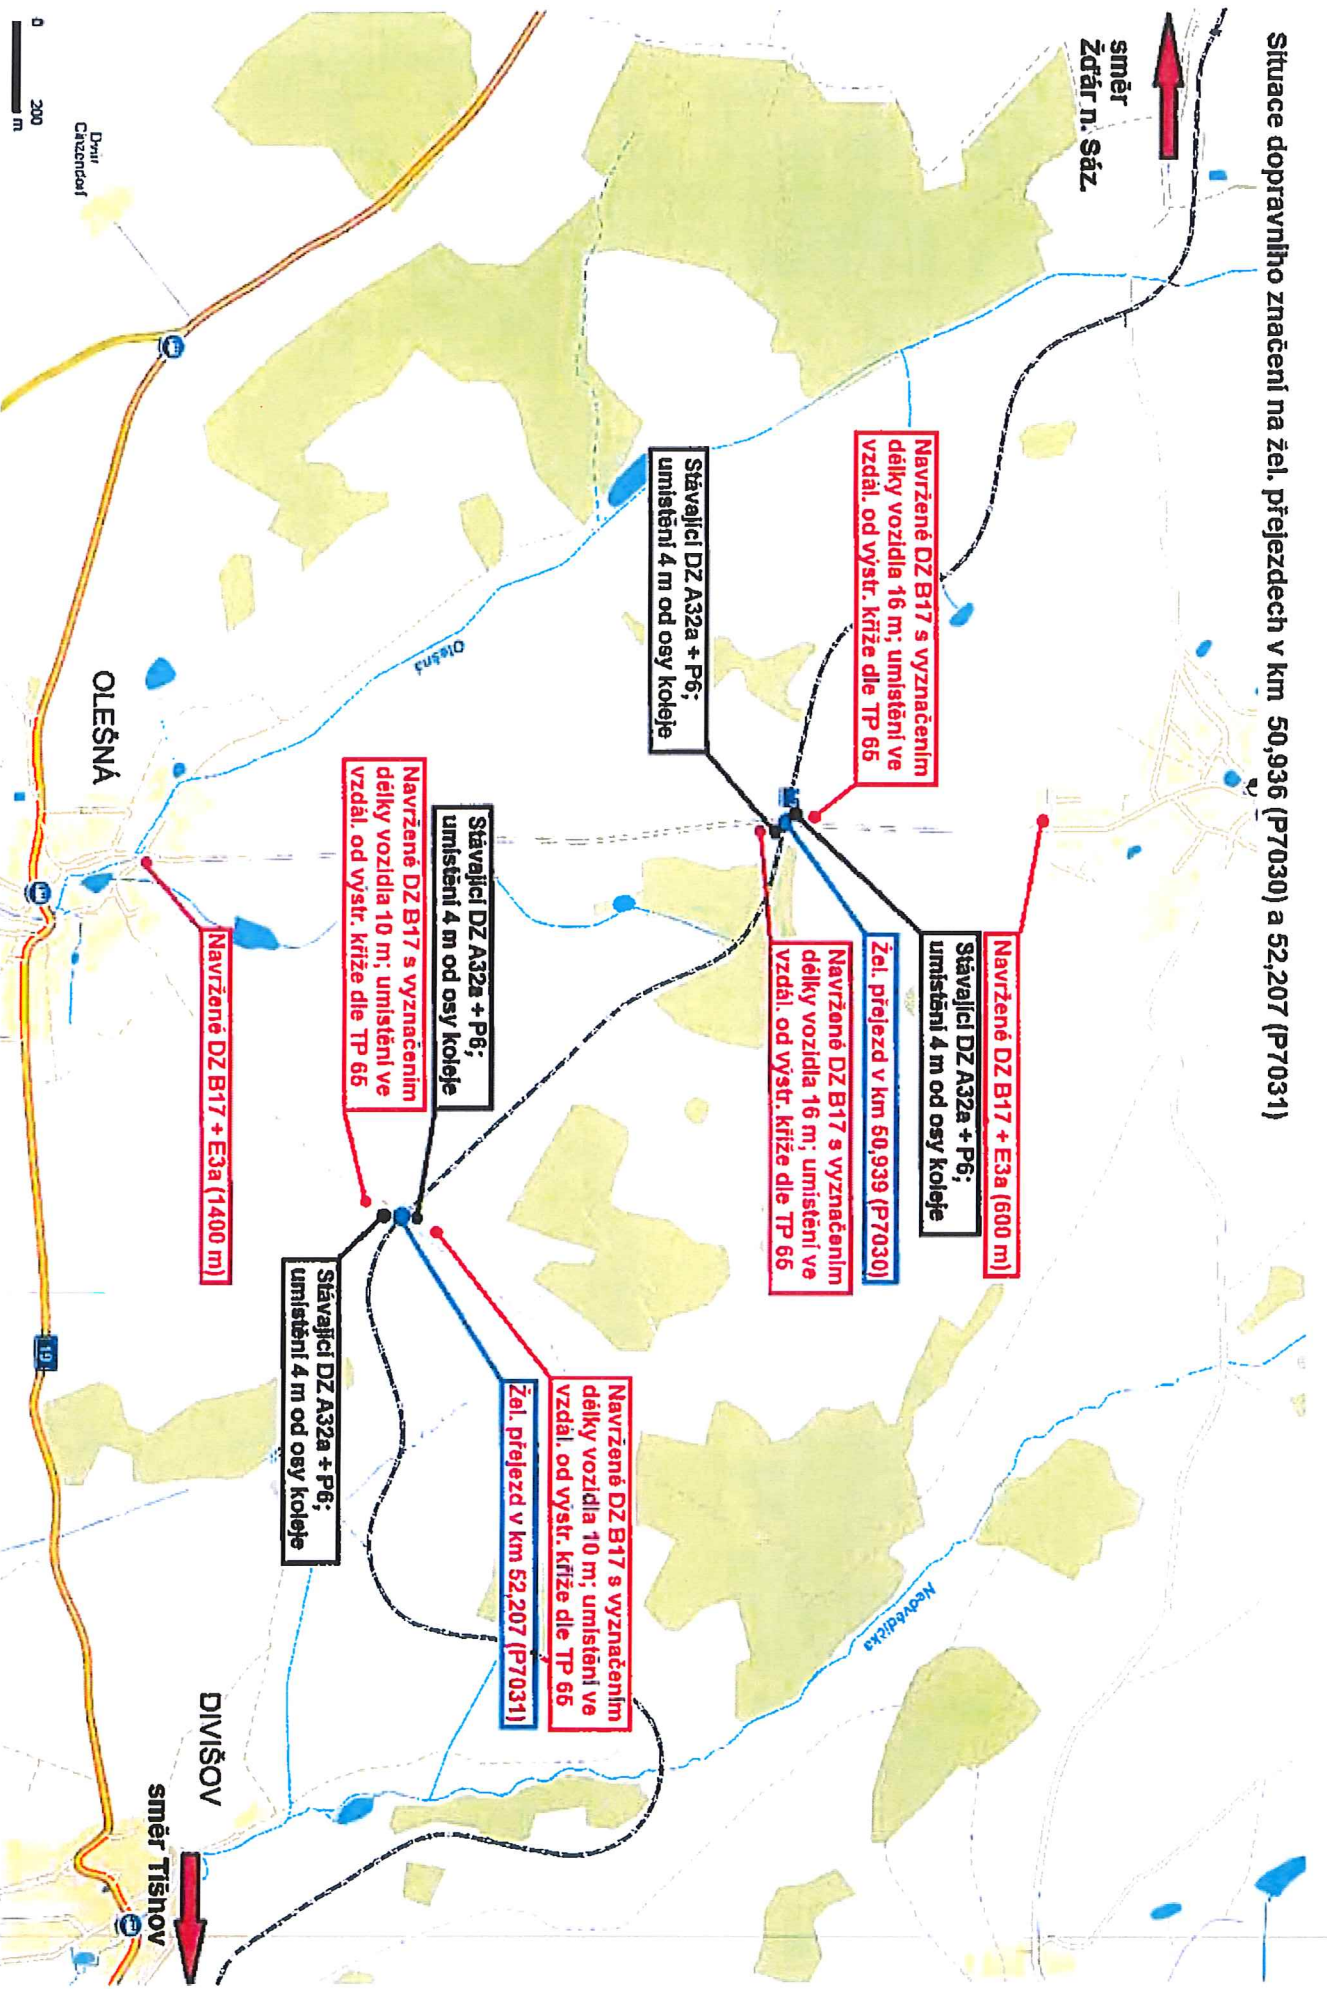 Situace dopravního značení na žel. přejezdech v km 50,936 (P7030) a 52,207 (P7031)
směr
Žďár n. Sáz.
Navržené DZ B17 + E3a (600 m)
Stávající DZ A32a + P6;
umístění 4 m od osy koleje
Žel. přejezd v km 50,939 (P7030)
Navržené DZ B17 s vyznačením
délky vozidla 16 m; umístění ve
vzdál. od výstr. kříže dle TP 65
Navržené DZ B17 s vyznačením
délky vozidla 16 m; umístění ve
vzdál. od výstr. kříže dle TP 65
Stávající DZ A32a + P6;
umístění 4 m od osy koleje
Nedvědička
Olešná
Navržené DZ B17 s vyznačením
délky vozidla 10 m; umístění ve
vzdál. od výstr. kříže dle TP 65
Žel. přejezd v km 52,207 (P7031)
Stávající DZ A32a + P6;
umístění 4 m od osy koleje
Navržené DZ B17 s vyznačením
délky vozidla 10 m; umístění ve
vzdál. od výstr. kříže dle TP 65
Stávající DZ A32a + P6;
umístění 4 m od osy koleje
Navržené DZ B17 + E3a (1400 m)
OLEŠNÁ
DIVIŠOV
směr Tišnov
Dvůr
Cinzendorf
19
0 200
m